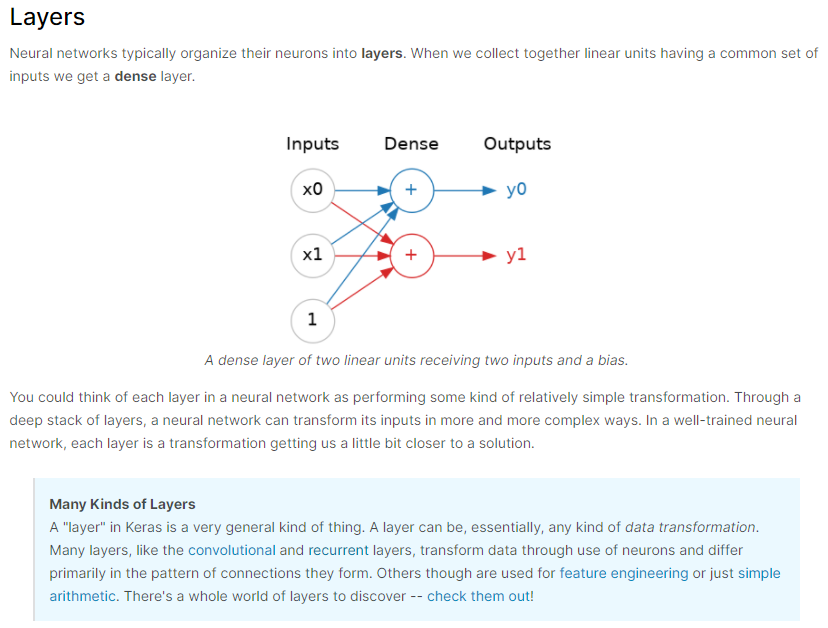 Layers
Neural networks typically organize their neurons into layers. When we collect together linear units having a common set of
inputs we get a dense layer.
Inputs Dense Outputs
x0 + y0
x1 + y1
1
A dense layer of two linear units receiving two inputs and a bias.
You could think of each layer in a neural network as performing some kind of relatively simple transformation. Through a
deep stack of layers, a neural network can transform its inputs in more and more complex ways. In a well-trained neural
network, each layer is a transformation getting us a little bit closer to a solution.
Many Kinds of Layers
A "layer" in Keras is a very general kind of thing. A layer can be, essentially, any kind of data transformation.
Many layers, like the convolutional and recurrent layers, transform data through use of neurons and differ
primarily in the pattern of connections they form. Others though are used for feature engineering or just simple
arithmetic. There's a whole world of layers to discover -- check them out!